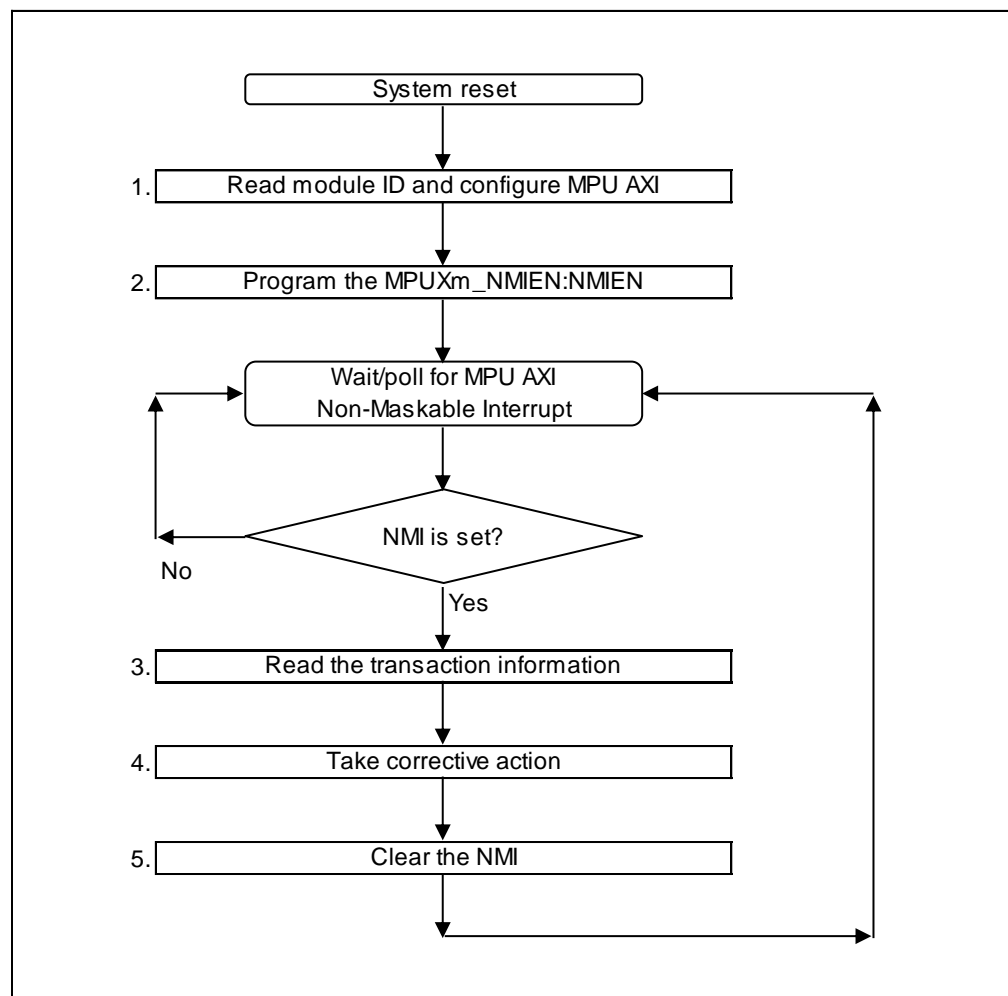 System reset
1. Read module ID and configure MPU AXI
2. Program the MPUXm_NMIEN:NMIEN
Wait/poll for MPU AXI
Non-Maskable Interrupt
NMI is set?
No
Yes
3. Read the transaction information
4. Take corrective action
5. Clear the NMI